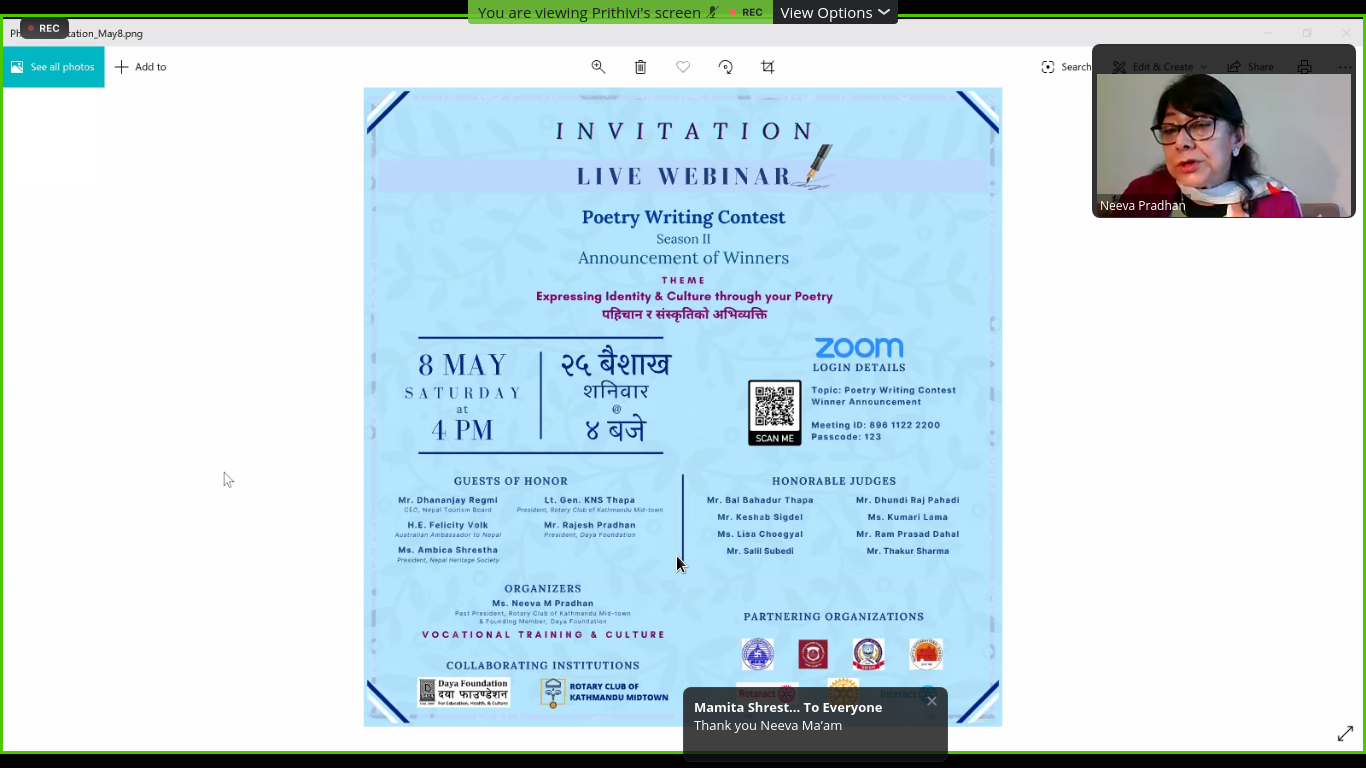 You are viewing Prithivi's screen
REC
View Options
REC
tation_May8.png
See all photos
Add to
Search
Edit & Create
Share
Neeva Pradhan
INVITATION
LIVE WEBINAR
Poetry Writing Contest
Season II
Announcement of Winners
THEME
Expressing Identity & Culture through your Poetry
पहिचान र संस्कृतिको अभिव्यक्ति
8 MAY
SATURDAY
at
4 PM
२५ बैशाख
शनिवार
@
४ बजे
zoom
LOGIN DETAILS
SCAN ME
Topic: Poetry Writing Contest
Winner Announcement
Meeting ID: 896 1122 2200
Passcode: 123
GUESTS OF HONOR
Mr. Dhananjay Regmi
CEO, Nepal Tourism Board
Lt. Gen. KNS Thapa
President, Rotary Club of Kathmandu Mid-town
H.E. Felicity Volk
Australian Ambassador to Nepal
Mr. Rajesh Pradhan
President, Daya Foundation
Ms. Ambica Shrestha
President, Nepal Heritage Society
HONORABLE JUDGES
Mr. Bal Bahadur Thapa
Mr. Dhundi Raj Pahadi
Mr. Keshab Sigdel
Ms. Kumari Lama
Ms. Lisa Choegyal
Mr. Ram Prasad Dahal
Mr. Salil Subedi
Mr. Thakur Sharma
ORGANIZERS
Ms. Neeva M Pradhan
Past President, Rotary Club of Kathmandu Mid-town
& Founding Member, Daya Foundation
VOCATIONAL TRAINING & CULTURE
COLLABORATING INSTITUTIONS
Daya Foundation
दया फाउण्डेशन
For Education, Health, & Culture
ROTARY CLUB OF
KATHMANDU MIDTOWN
PARTNERING ORGANIZATIONS
Rotaract
Interact
Mamita Shrest... To Everyone
Thank you Neeva Ma'am